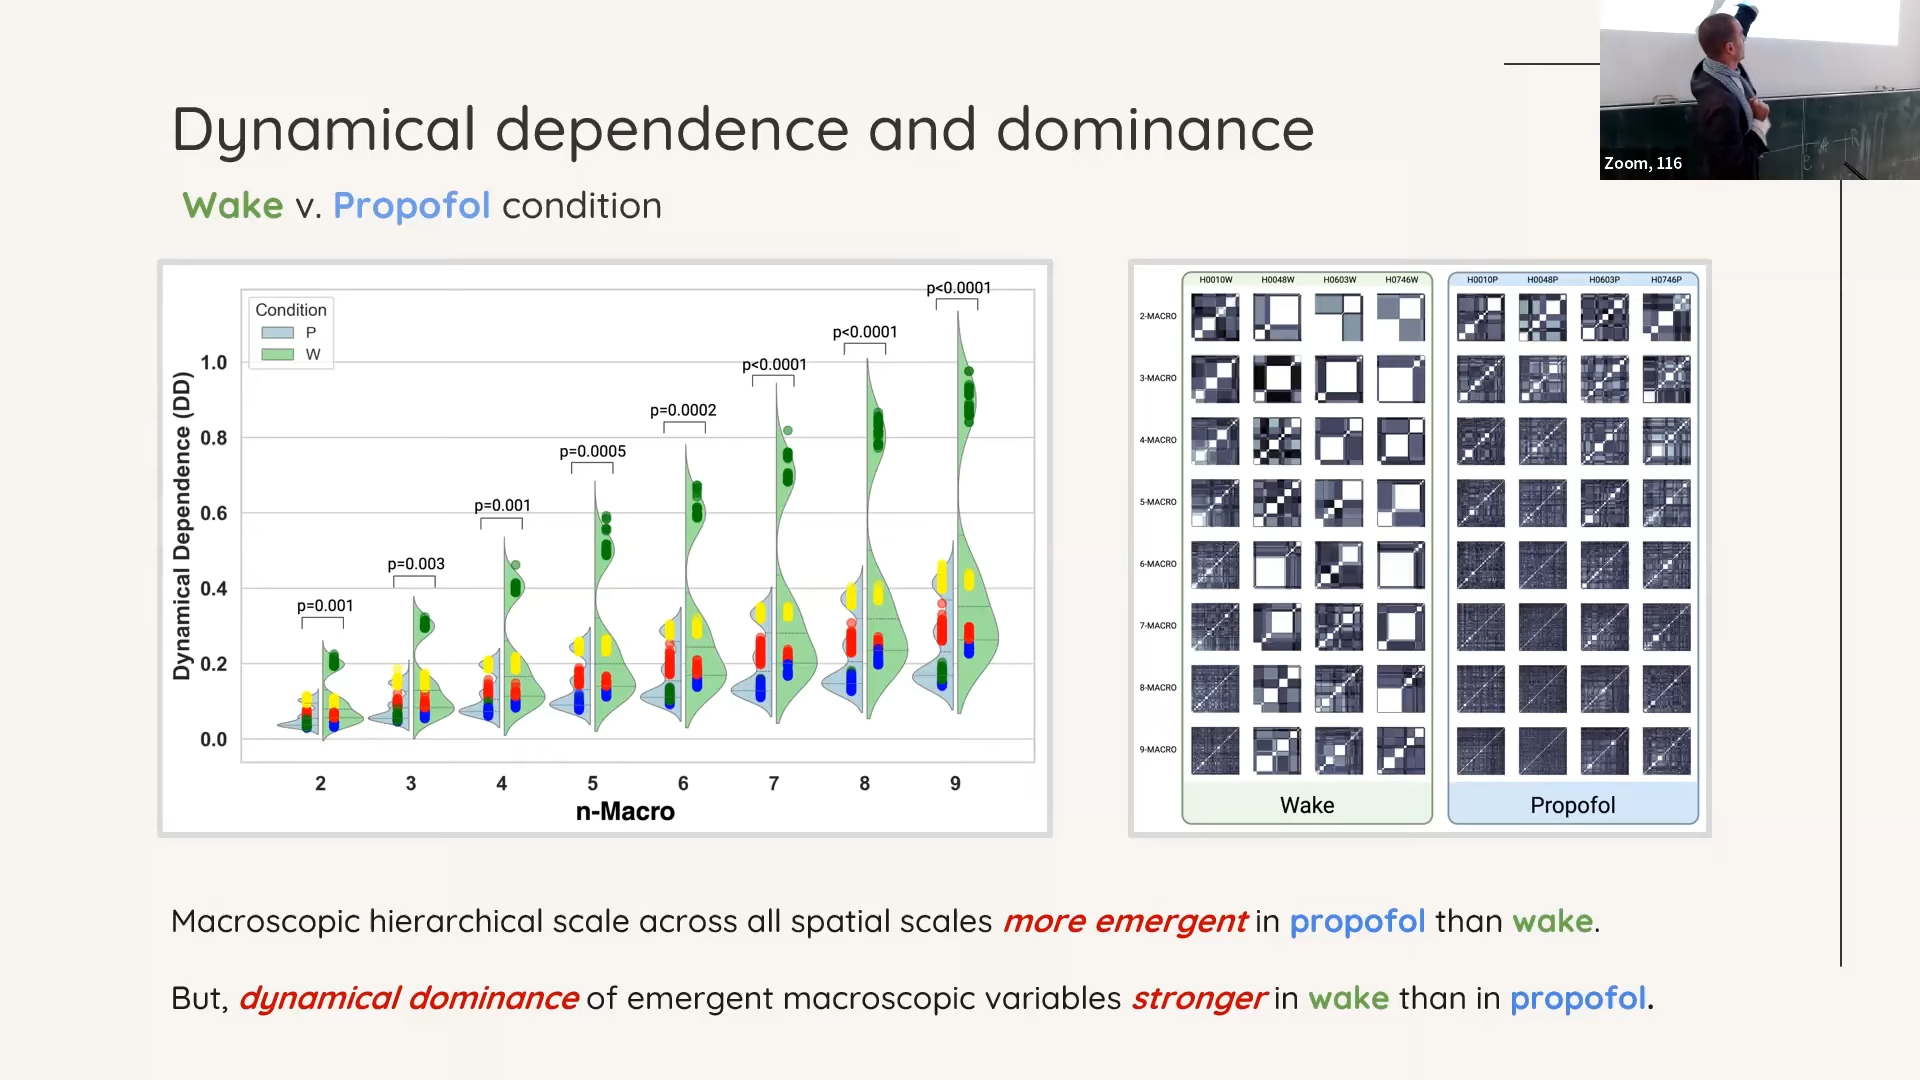 Zoom, 116
Dynamical dependence and dominance
Wake v. Propofol condition
Condition
P
W
Dynamical Dependence (DD)
1.0
0.8
0.6
0.4
0.2
0.0
p=0.001
p=0.003
p=0.001
p=0.0005
p=0.0002
p<0.0001
p<0.0001
p<0.0001
2 3 4 5 6 7 8 9
n-Macro
H0010W H0048W H0603W H0746W H0010P H0048P H0603P H0746P
2-MACRO
3-MACRO
4-MACRO
5-MACRO
6-MACRO
7-MACRO
8-MACRO
9-MACRO
Wake Propofol
Macroscopic hierarchical scale across all spatial scales more emergent in propofol than wake.
But, dynamical dominance of emergent macroscopic variables stronger in wake than in propofol.